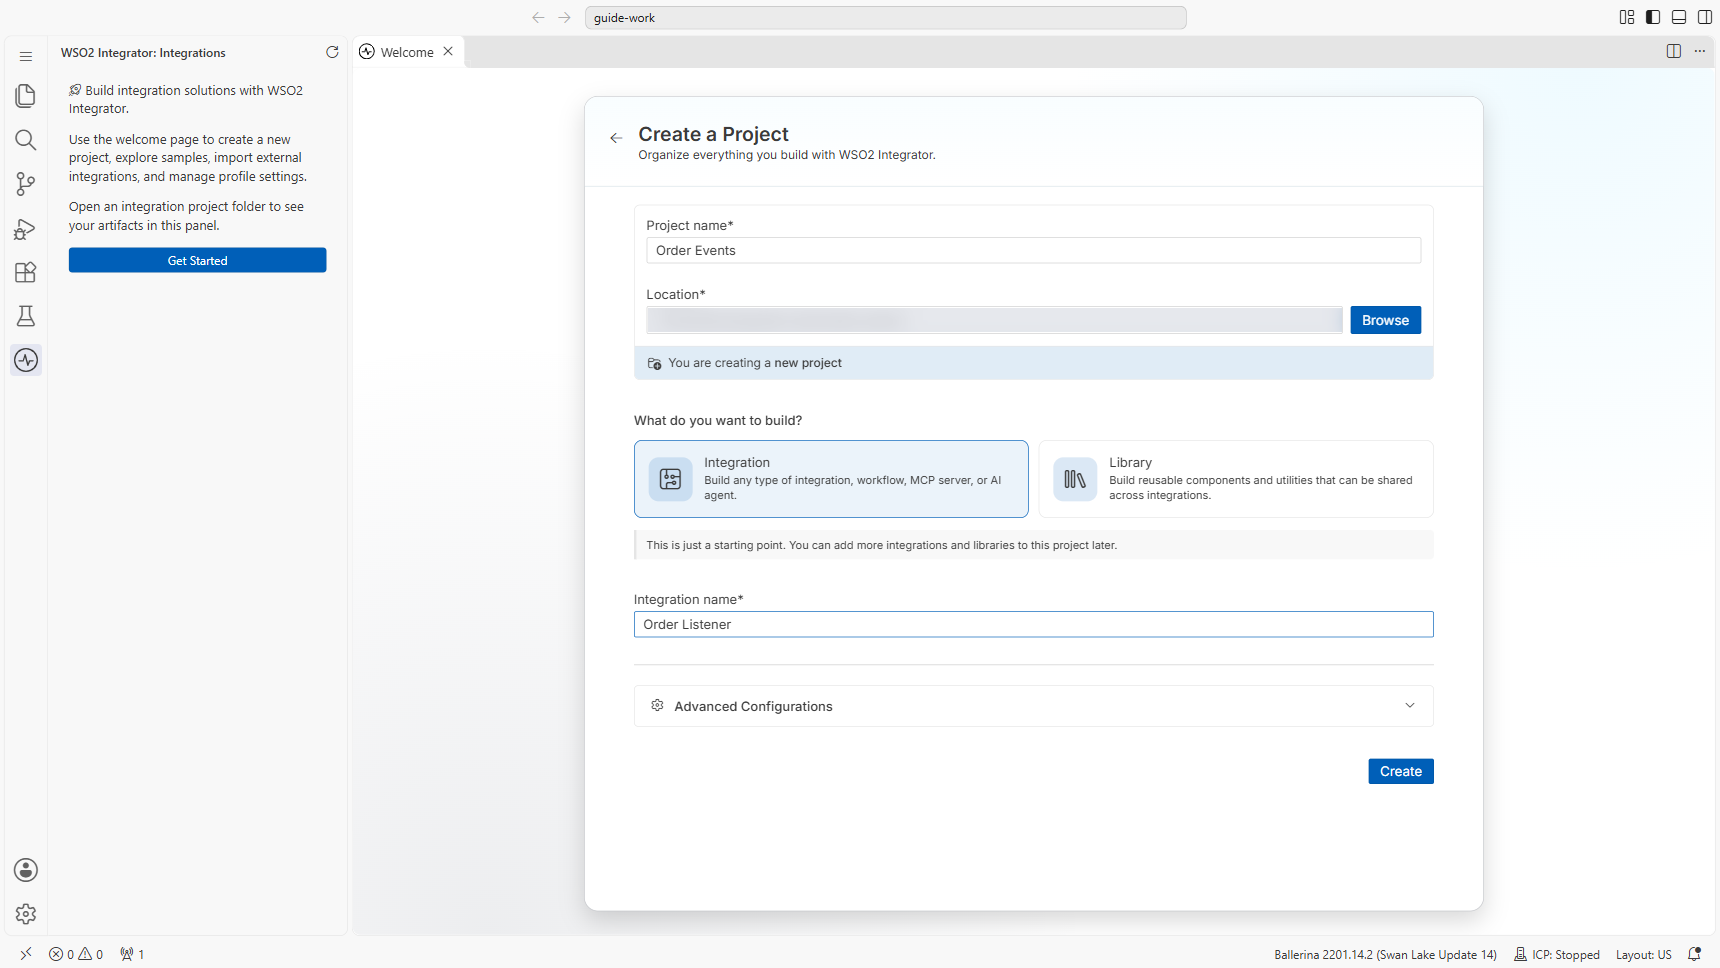 guide-work
WSO2 Integrator: Integrations
Welcome
Build integration solutions with WSO2
Integrator.
Use the welcome page to create a new
project, explore samples, import external
integrations, and manage profile settings.
Open an integration project folder to see
your artifacts in this panel.
Get Started
Create a Project
Organize everything you build with WSO2 Integrator.
Project name*
Order Events
Location*
Browse
You are creating a new project
What do you want to build?
Integration
Build any type of integration, workflow, MCP server, or AI
agent.
Library
Build reusable components and utilities that can be shared
across integrations.
This is just a starting point. You can add more integrations and libraries to this project later.
Integration name*
Order Listener
Advanced Configurations
Create
0 0 1
Ballerina 2201.14.2 (Swan Lake Update 14)
ICP: Stopped
Layout: US